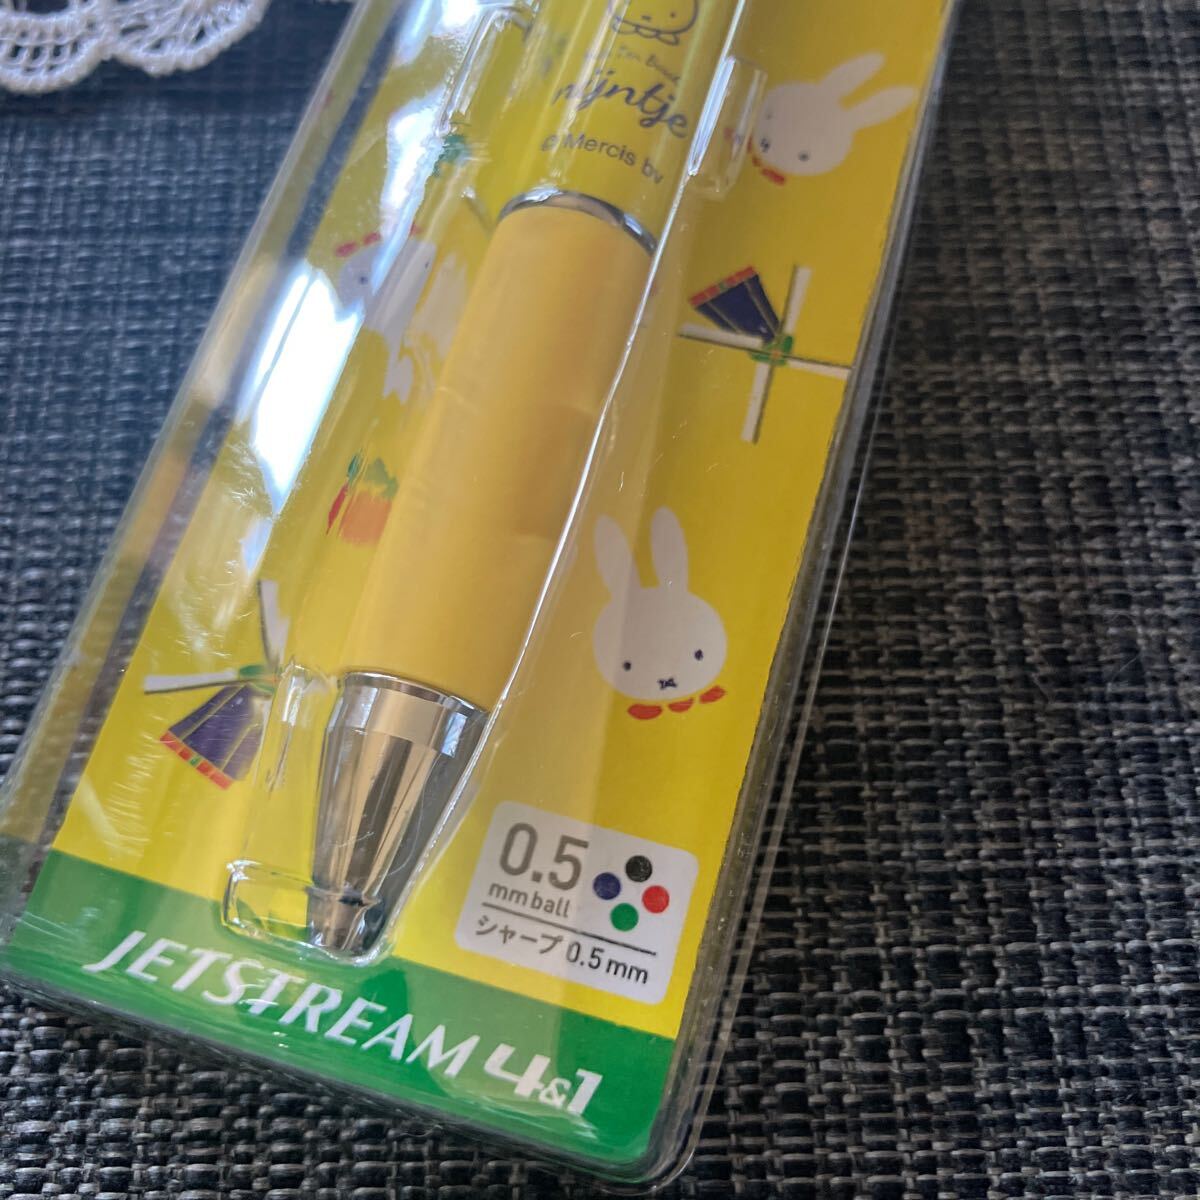 nijntje
© Mercis bv
0.5
mm ball
シャープ 0.5 mm
JETSTREAM 4&1